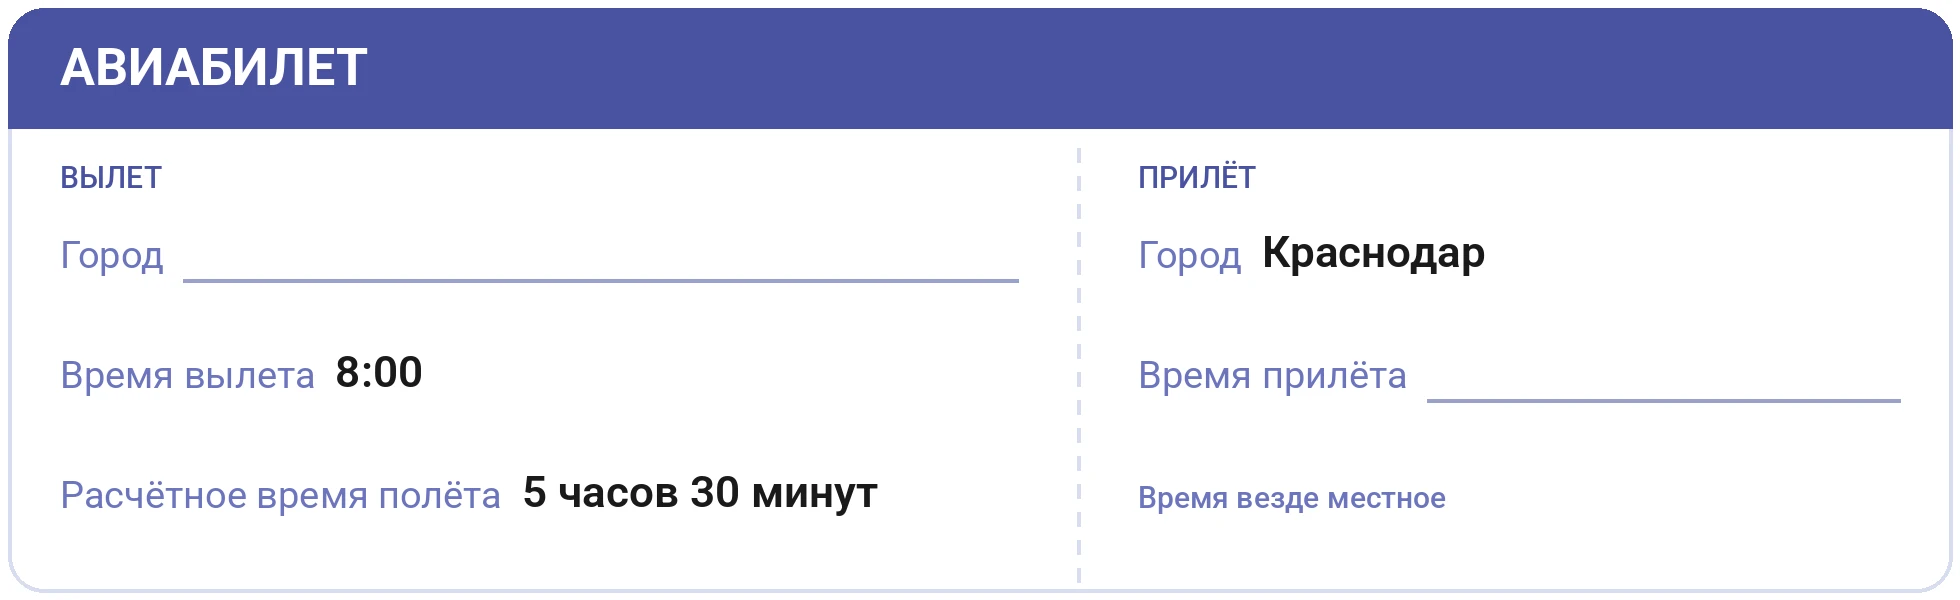 АВИАБИЛЕТ
ВЫЛЕТ
Город
Время вылета 8:00
Расчётное время полёта 5 часов 30 минут
ПРИЛЁТ
Город Краснодар
Время прилёта
Время везде местное